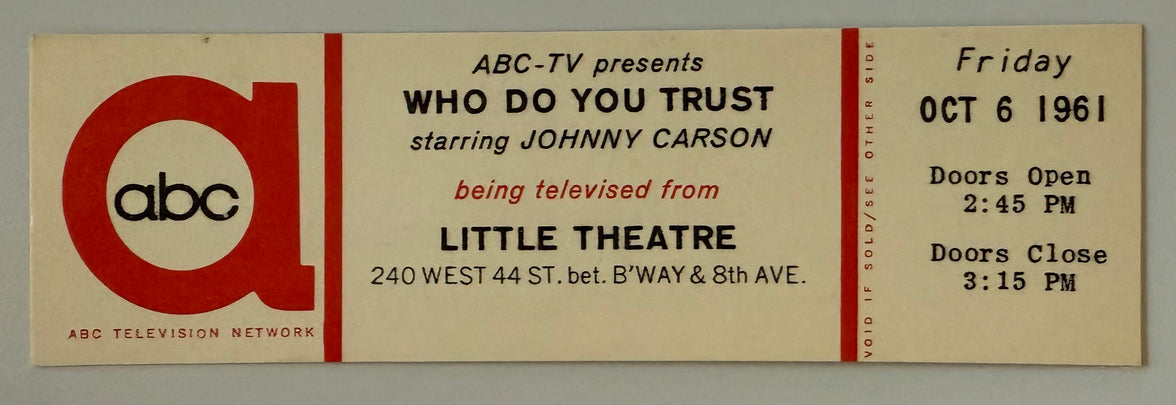 abc
ABC TELEVISION NETWORK
ABC-TV presents
WHO DO YOU TRUST
starring JOHNNY CARSON
being televised from
LITTLE THEATRE
240 WEST 44 ST. bet. B'WAY & 8th AVE.
VOID IF SOLD/SEE OTHER SIDE
Friday
OCT 6 1961
Doors Open
2:45 PM
Doors Close
3:15 PM